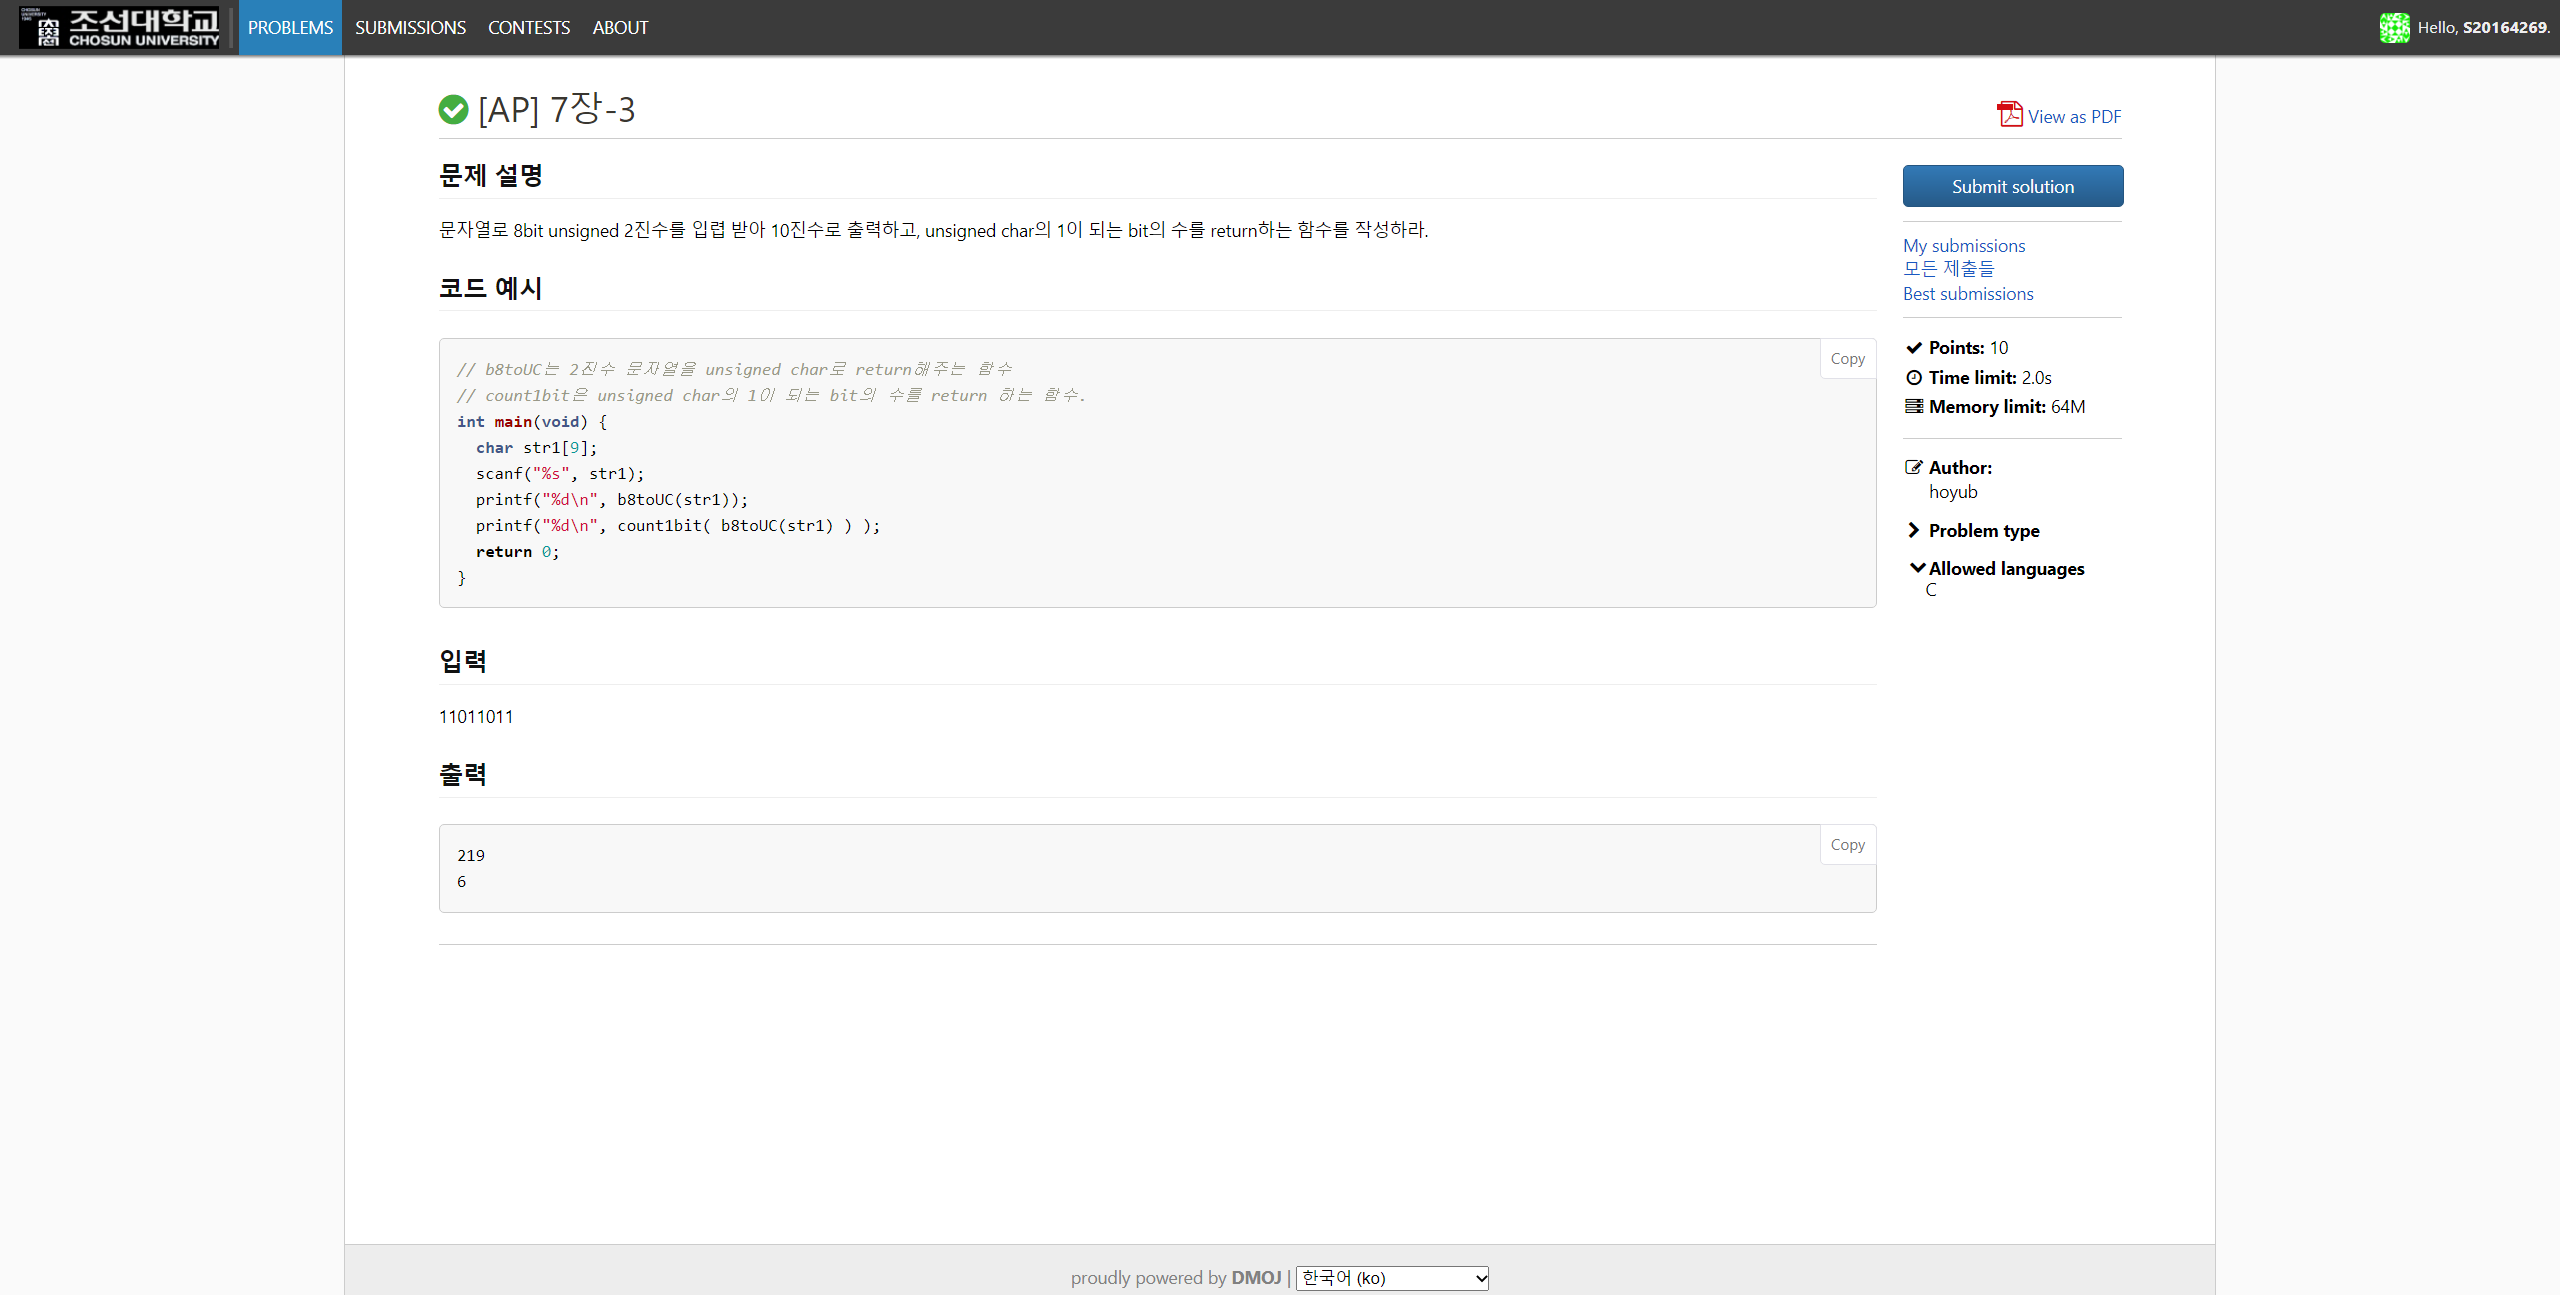 조선대학교
CHOSUN UNIVERSITY
PROBLEMS SUBMISSIONS CONTESTS ABOUT
Hello, S20164269.
[AP] 7장-3
View as PDF
문제 설명
문자열로 8bit unsigned 2진수를 입렵 받아 10진수로 출력하고, unsigned char의 1이 되는 bit의 수를 return하는 함수를 작성하라.
코드 예시
Copy
// b8toUC는 2진수 문자열을 unsigned char로 return해주는 함수
// count1bit은 unsigned char의 1이 되는 bit의 수를 return 하는 함수.
int main(void) {
  char str1[9];
  scanf("%s", str1);
  printf("%d\n", b8toUC(str1));
  printf("%d\n", count1bit( b8toUC(str1) ) );
  return 0;
}
입력
11011011
출력
Copy
219
6
Submit solution
My submissions
모든 제출들
Best submissions
Points: 10
Time limit: 2.0s
Memory limit: 64M
Author:
hoyub
Problem type
Allowed languages
C
proudly powered by DMOJ | 한국어 (ko)